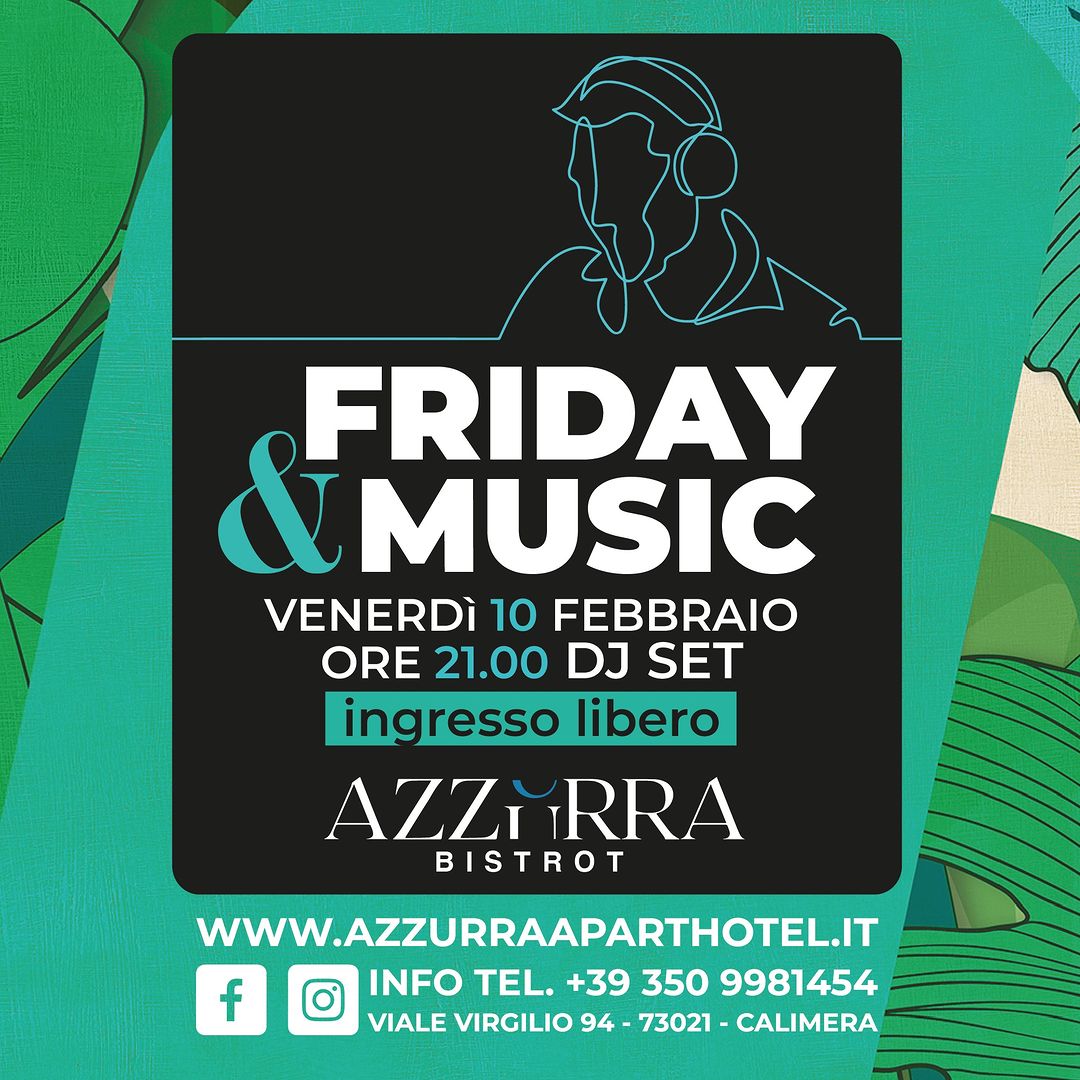 FRIDAY
& MUSIC
VENERDì 10 FEBBRAIO
ORE 21.00 DJ SET
ingresso libero
AZZURRA
BISTROT
WWW.AZZURRAAPARTHOTEL.IT
INFO TEL. +39 350 9981454
VIALE VIRGILIO 94 - 73021 - CALIMERA